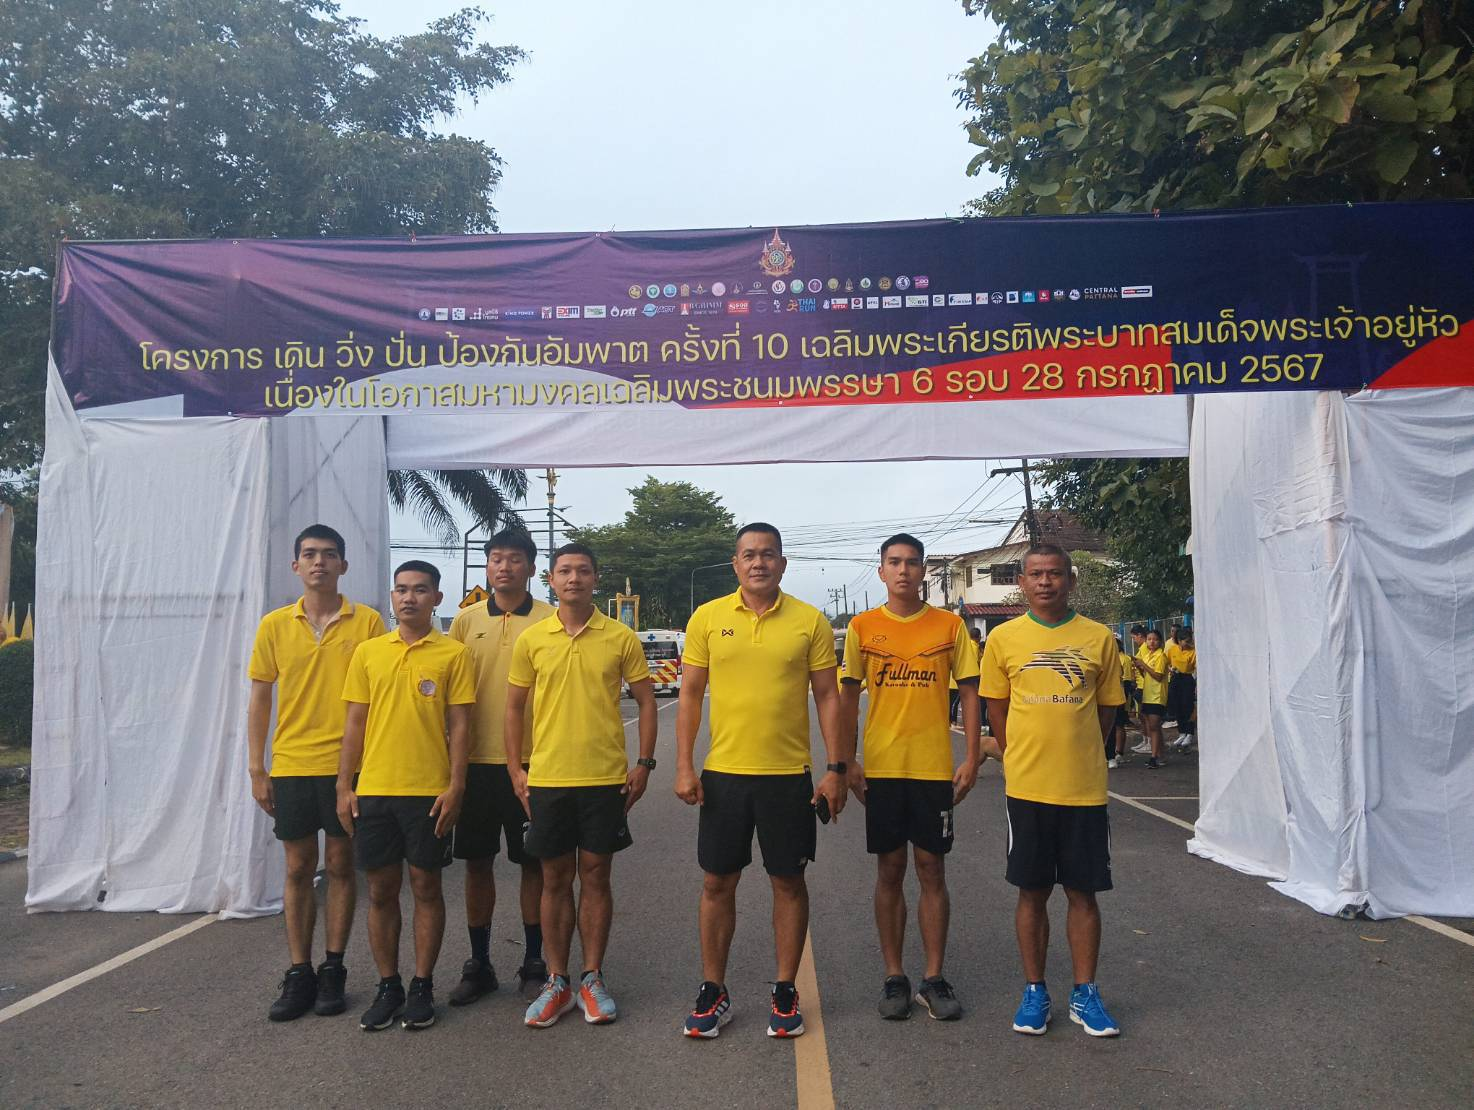 EXIM
ptt
THAI
RUN
CENTRAL
PATTANA
โครงการ เดิน วิ่ง ปั่น ป้องกันอัมพาต ครั้งที่ 10 เฉลิมพระเกียรติพระบาทสมเด็จพระเจ้าอยู่หัว
เนื่องในโอกาสมหามงคลเฉลิมพระชนมพรรษา 6 รอบ 28 กรกฎาคม 2567
Fullman
Karaoke & Pub
BafanaBafana